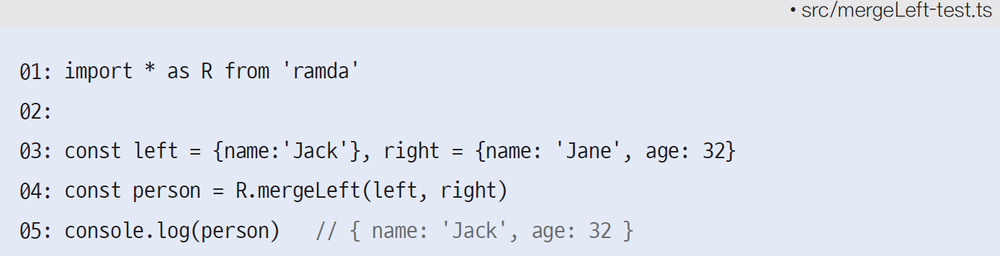 • src/mergeLeft-test.ts
01: import * as R from 'ramda'
02:
03: const left = {name:'Jack'}, right = {name: 'Jane', age: 32}
04: const person = R.mergeLeft(left, right)
05: console.log(person)   // { name: 'Jack', age: 32 }